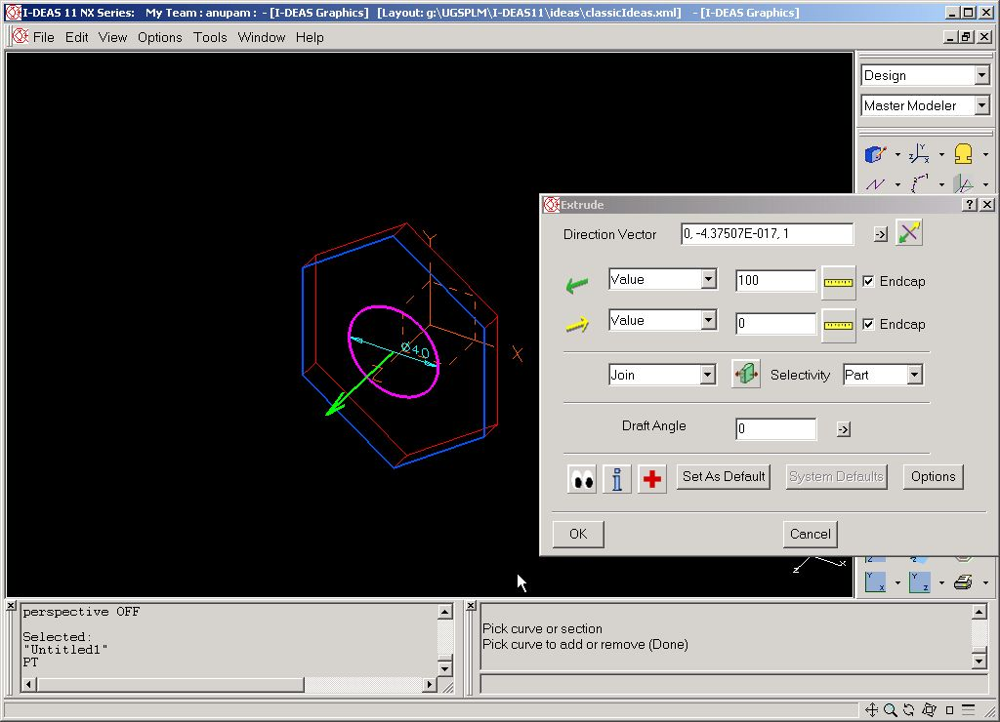 I-DEAS 11 NX Series:   My Team : anupam :  - [I-DEAS Graphics]  [Layout: g:\UGSPLM\I-DEAS11\ideas\classicIdeas.xml]   - [I-DEAS Graphics]
File Edit View Options Tools Window Help
Design
Master Modeler
Y
Z X
Extrude
Direction Vector 0, -4.37507E-017, 1 ->
Value 100 Endcap
Value 0 Endcap
Join Selectivity Part
Draft Angle 0 ->
Set As Default System Defaults Options
OK Cancel
Y
X
Ø4.0
Z X
Z Z
Y X Y Z
perspective OFF
Selected:
"Untitled1"
PT
Pick curve or section
Pick curve to add or remove (Done)